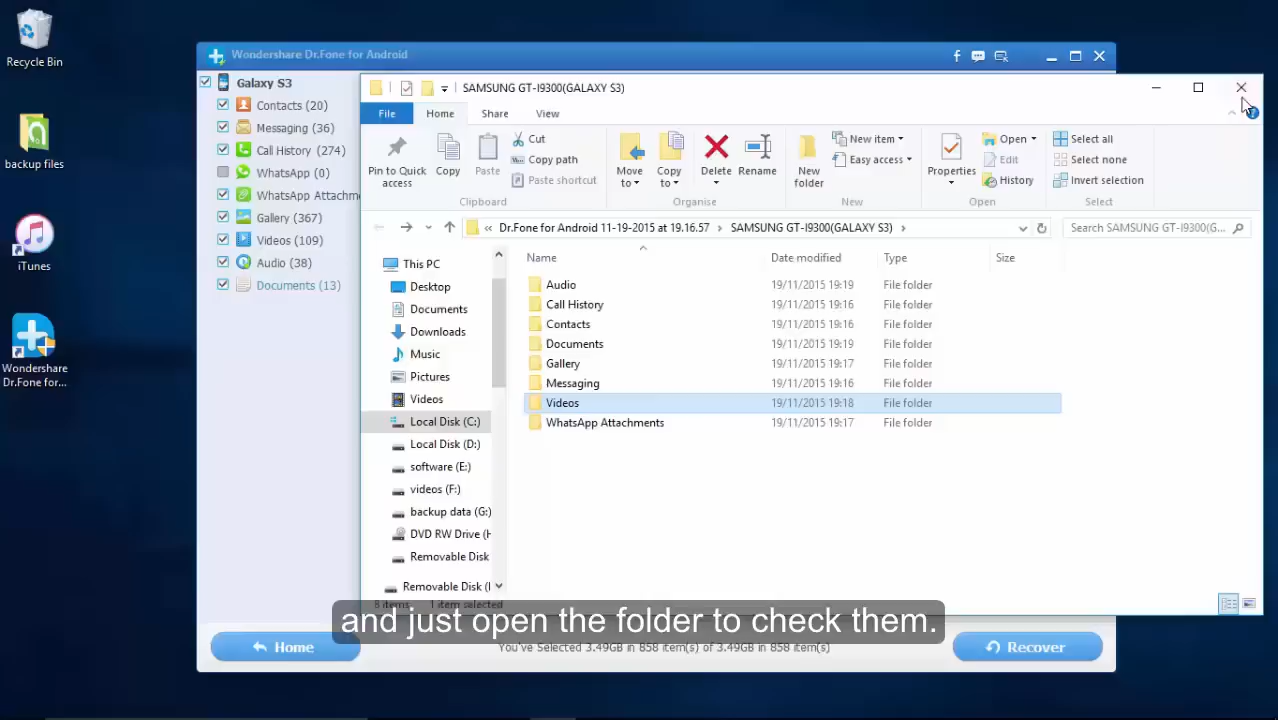 Recycle Bin
backup files
iTunes
Wondershare
Dr.Fone for...
Wondershare Dr.Fone for Android
Galaxy S3
Contacts (20)
Messaging (36)
Call History (274)
WhatsApp (0)
WhatsApp Attachm
Gallery (367)
Videos (109)
Audio (38)
Documents (13)
SAMSUNG GT-I9300(GALAXY S3)
File Home Share View
Pin to Quick access
Copy
Paste
Cut
Copy path
Paste shortcut
Clipboard
Move to
Copy to
Delete
Rename
Organise
New folder
New item
Easy access
New
Properties
Open
Edit
History
Open
Select all
Select none
Invert selection
Select
« Dr.Fone for Android 11-19-2015 at 19.16.57 › SAMSUNG GT-I9300(GALAXY S3) ›
Search SAMSUNG GT-I9300(G...
This PC
Desktop
Documents
Downloads
Music
Pictures
Videos
Local Disk (C:)
Local Disk (D:)
software (E:)
videos (F:)
backup data (G:)
DVD RW Drive (H
Removable Disk
Removable Disk (I
Name Date modified Type Size
Audio 19/11/2015 19:19 File folder
Call History 19/11/2015 19:16 File folder
Contacts 19/11/2015 19:16 File folder
Documents 19/11/2015 19:19 File folder
Gallery 19/11/2015 19:17 File folder
Messaging 19/11/2015 19:16 File folder
Videos 19/11/2015 19:18 File folder
WhatsApp Attachments 19/11/2015 19:17 File folder
8 items 1 item selected
and just open the folder to check them.
Home
You've Selected 3.49GB in 858 item(s) of 3.49GB in 858 item(s)
Recover